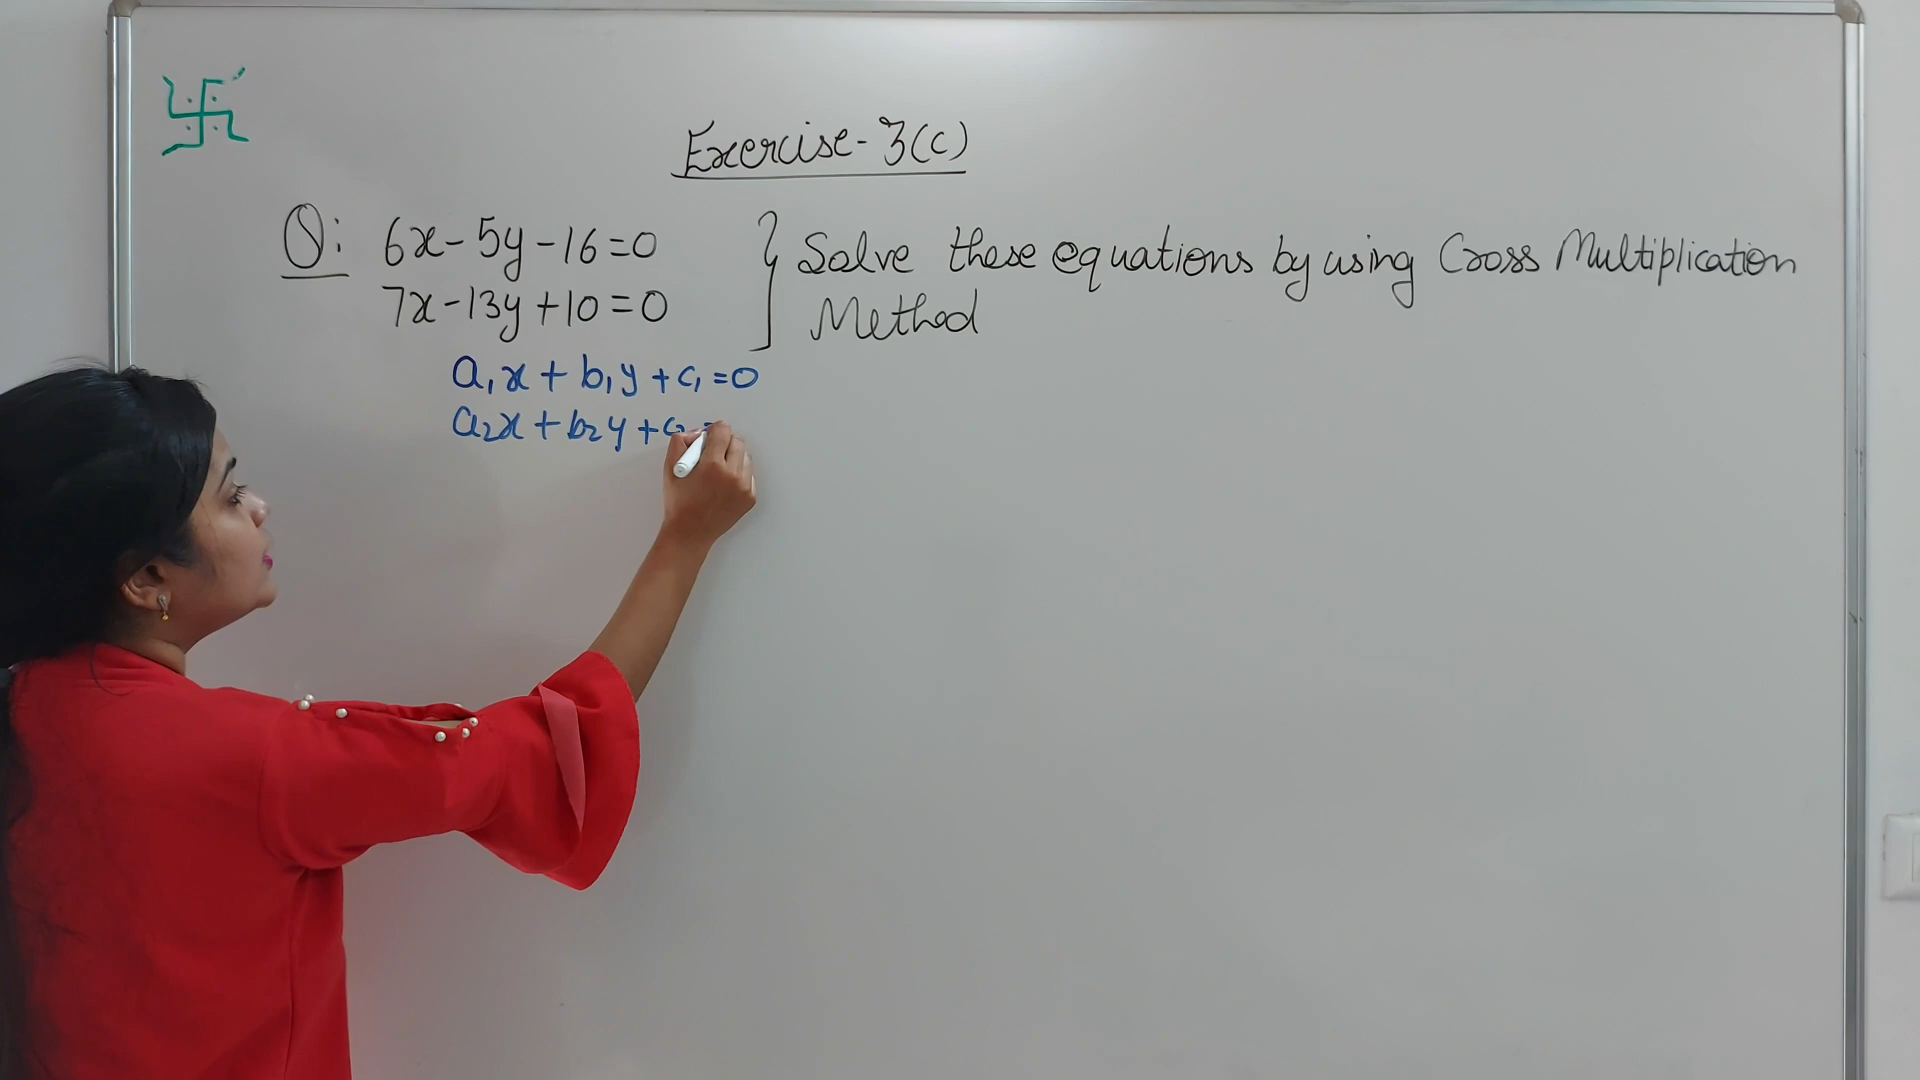 Exercise-3(c)
Q: 6x-5y-16=0 } Solve these equations by using Cross Multiplication
7x-13y+10=0 Method
a₁x+b₁y+c₁=0
a₂x+b₂y+c₂=